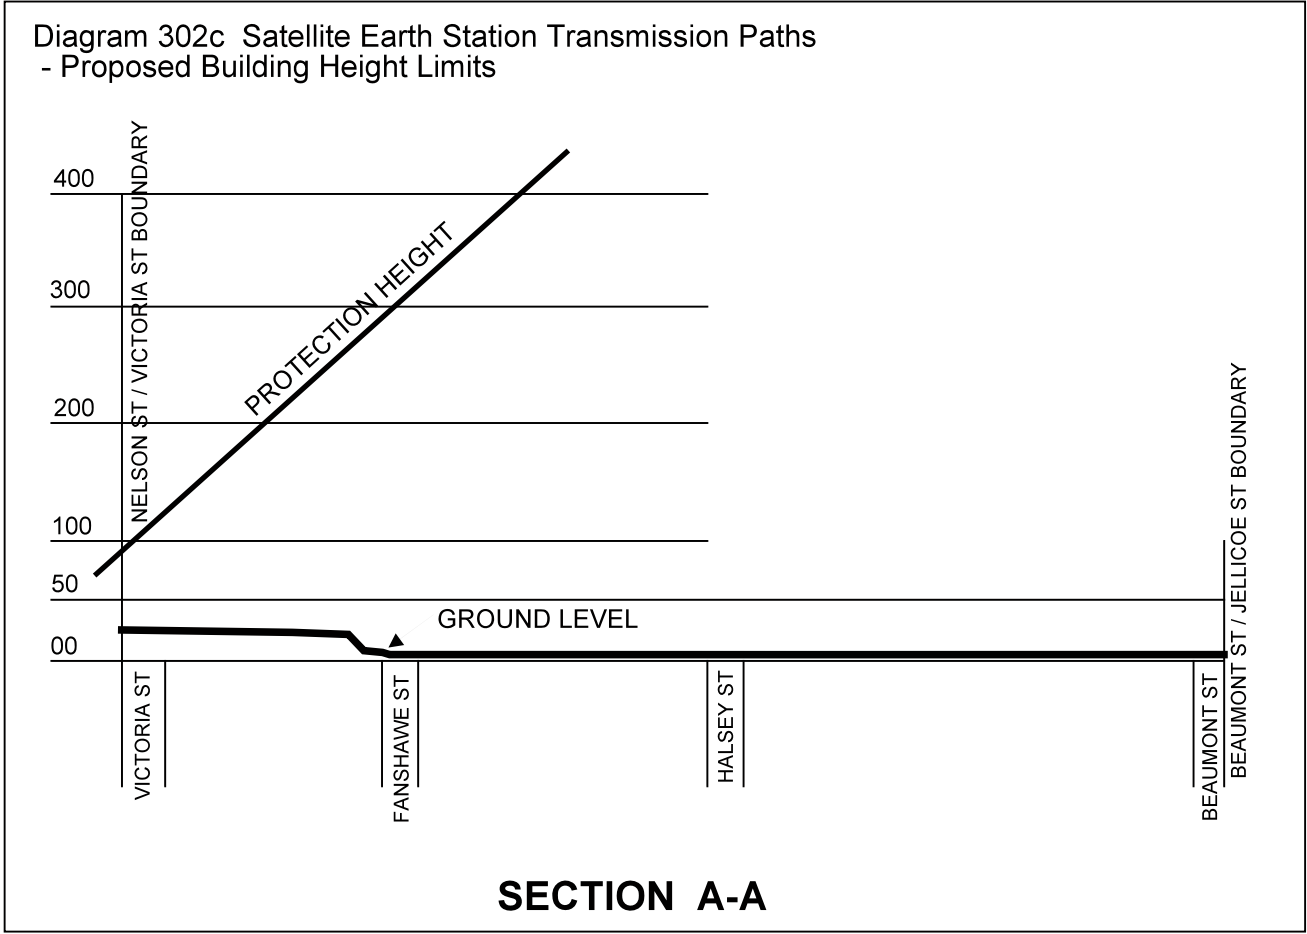 Diagram 302c  Satellite Earth Station Transmission Paths
- Proposed Building Height Limits
NELSON ST / VICTORIA ST BOUNDARY
400
300
200
100
50
00
PROTECTION HEIGHT
GROUND LEVEL
BEAUMONT ST / JELLICOE ST BOUNDARY
VICTORIA ST
FANSHAWE ST
HALSEY ST
BEAUMONT ST
SECTION  A-A